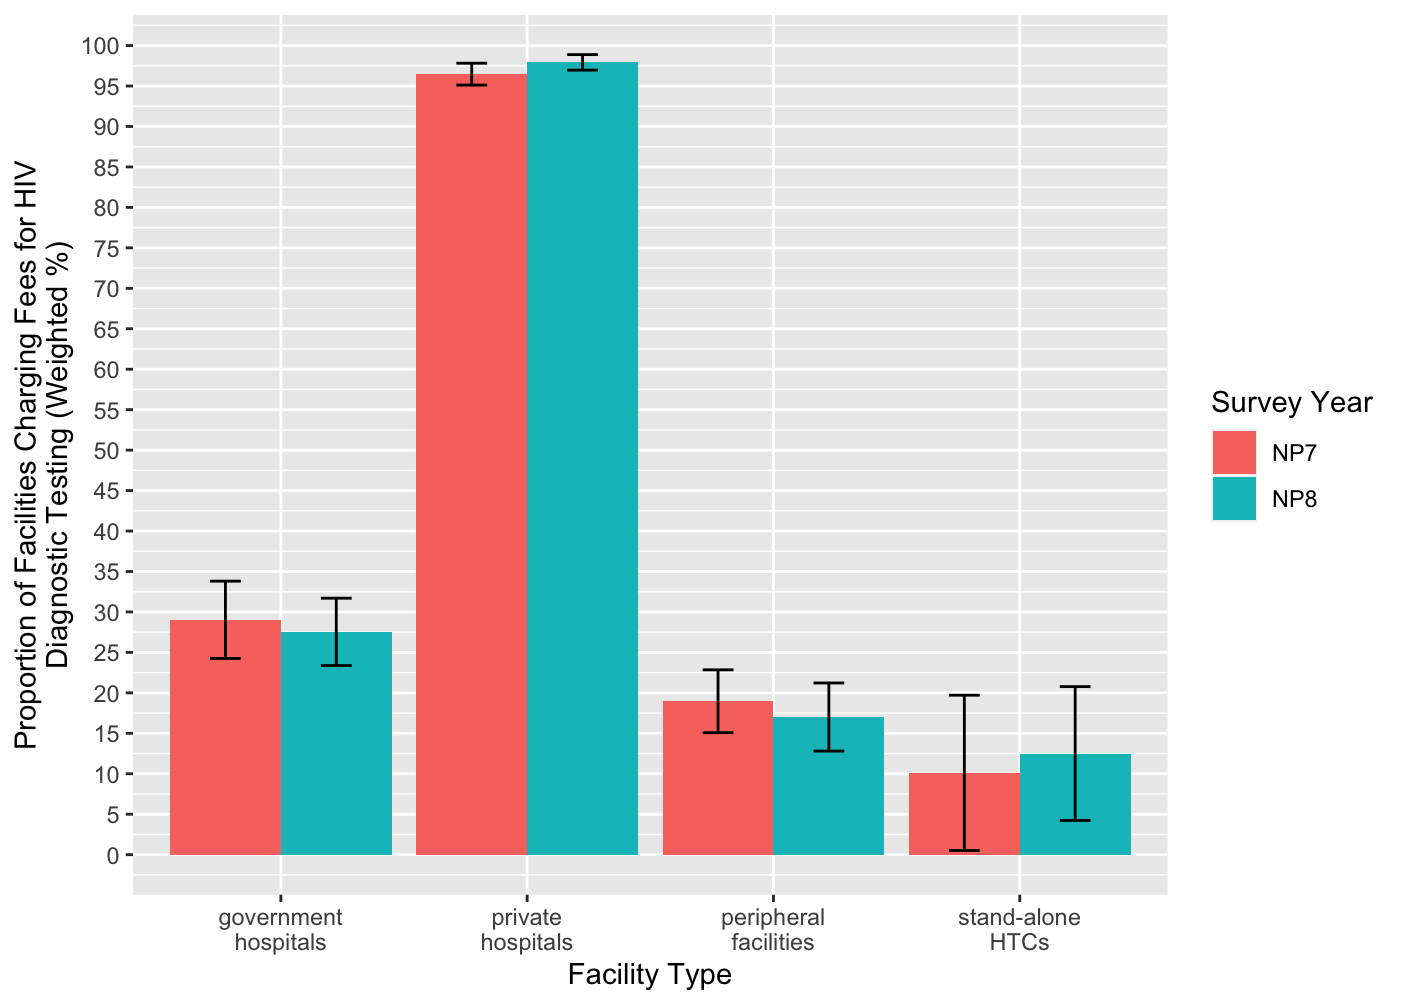 Proportion of Facilities Charging Fees for HIV
Diagnostic Testing (Weighted %)
100
95
90
85
80
75
70
65
60
55
50
45
40
35
30
25
20
15
10
5
0
government
hospitals
private
hospitals
peripheral
facilities
stand-alone
HTCs
Facility Type
Survey Year
NP7
NP8